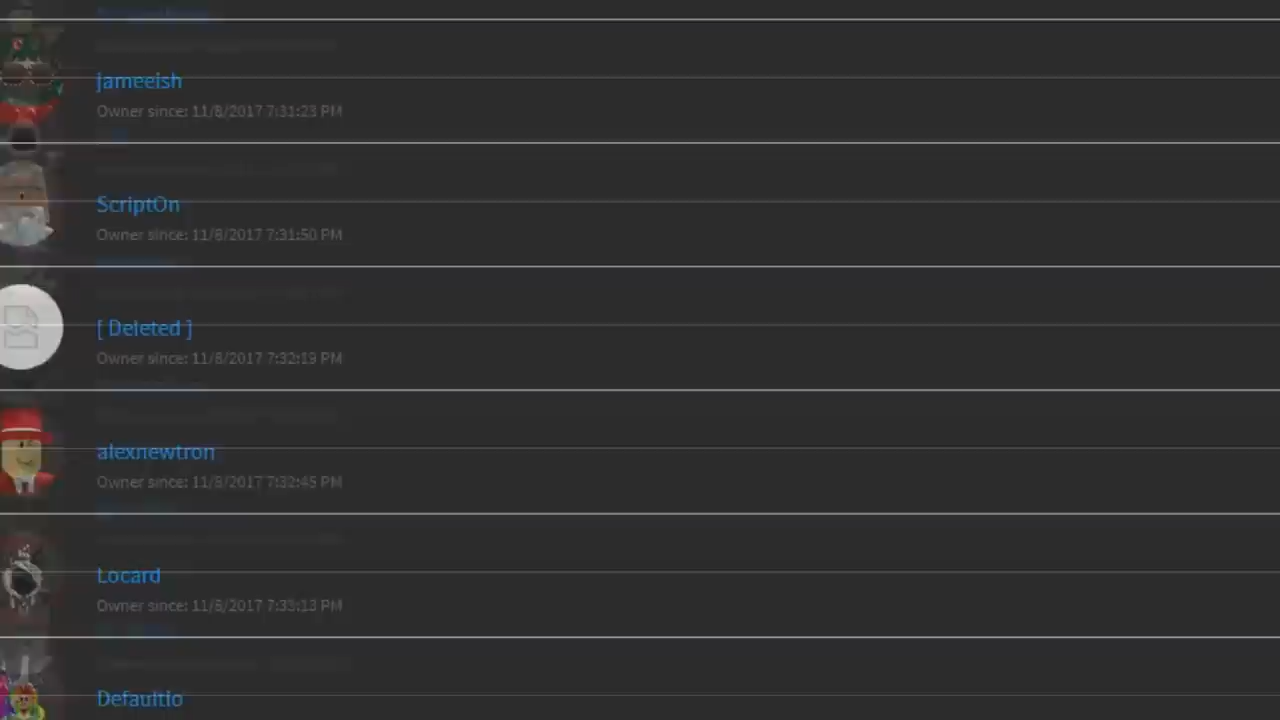 jameeish
Owner since: 11/8/2017 7:31:23 PM
ScriptOn
Owner since: 11/8/2017 7:31:50 PM
[ Deleted ]
Owner since: 11/8/2017 7:32:19 PM
alexnewtron
Owner since: 11/8/2017 7:32:45 PM
Locard
Owner since: 11/8/2017 7:33:13 PM
Defaultio